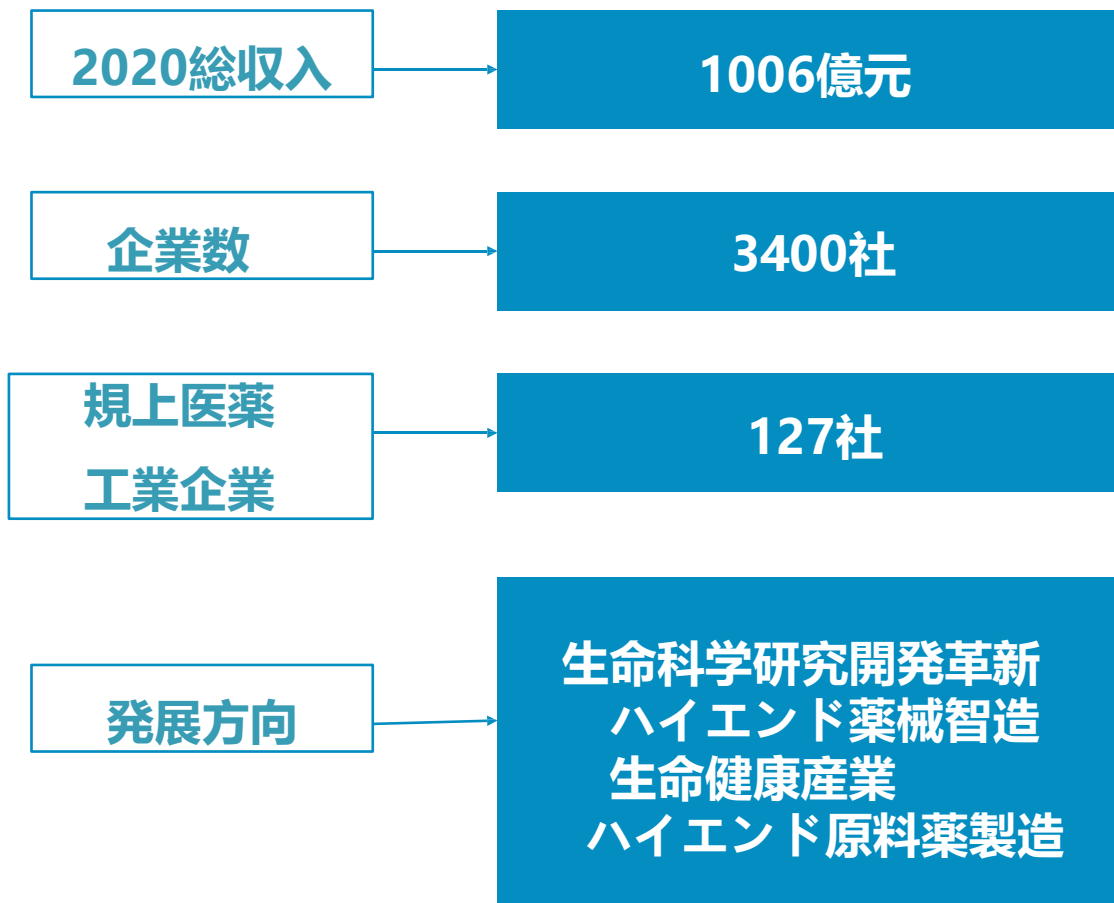 2020総収入
1006億元
企業数
3400社
規上医薬
工業企業
127社
発展方向
生命科学研究開発革新
ハイエンド薬械智造
生命健康産業
ハイエンド原料薬製造